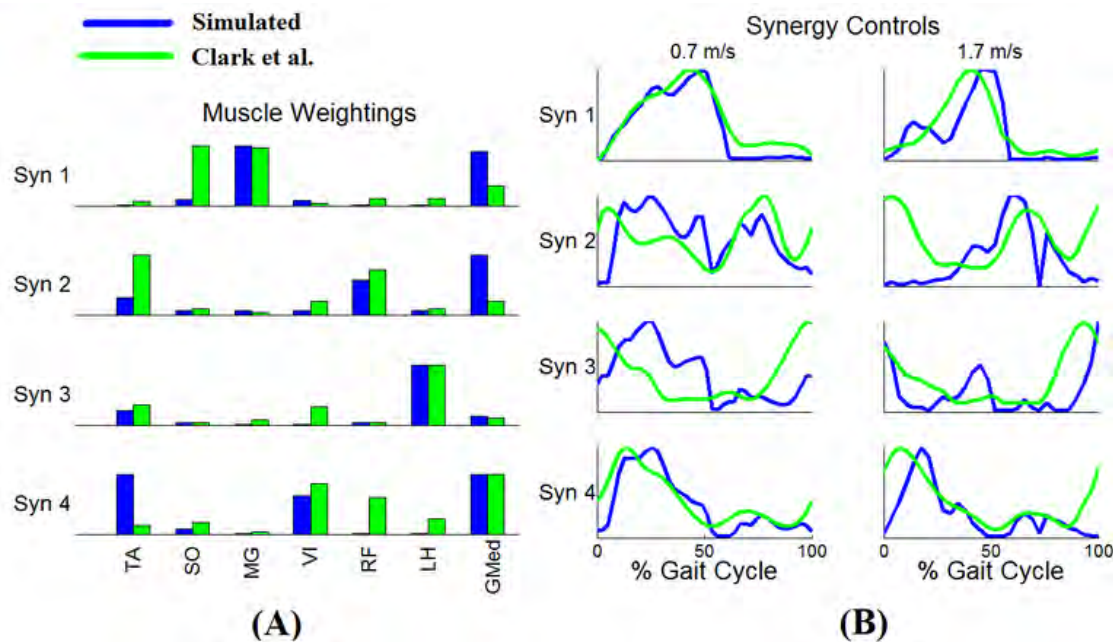 Simulated
Clark et al.
Muscle Weightings
Syn 1
Syn 2
Syn 3
Syn 4
TA
SO
MG
VI
RF
LH
GMed
(A)
Synergy Controls
0.7 m/s
1.7 m/s
Syn 1
Syn 2
Syn 3
Syn 4
0
50
100
0
50
100
% Gait Cycle
% Gait Cycle
(B)